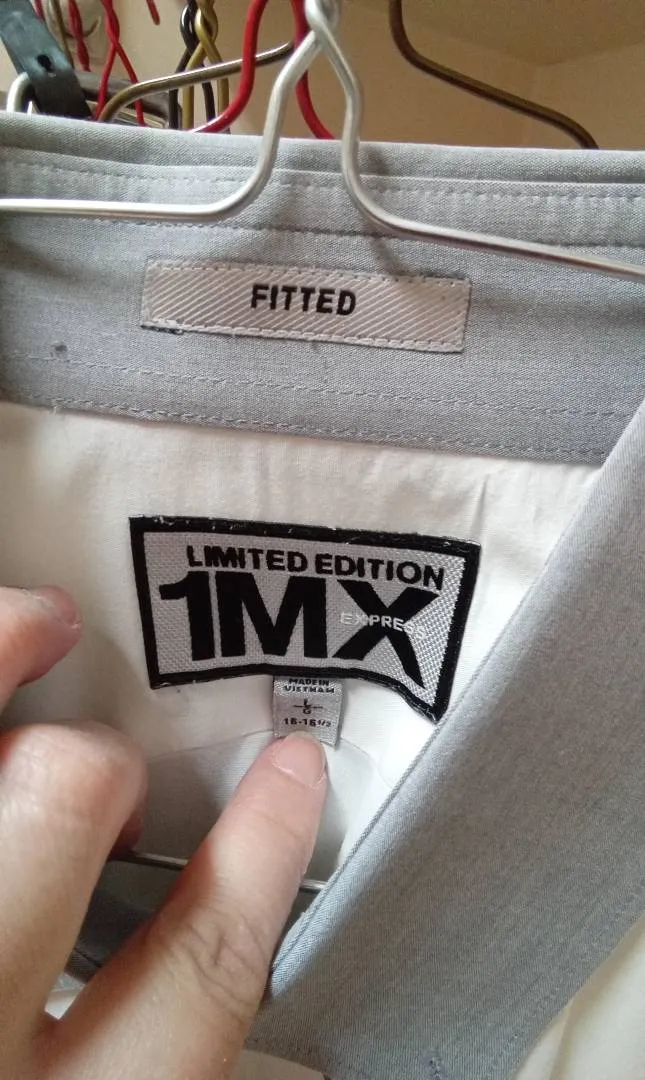 FITTED
LIMITED EDITION
1MX
EXPRESS
MADE IN
VIETNAM
L
G
16-16 1/2